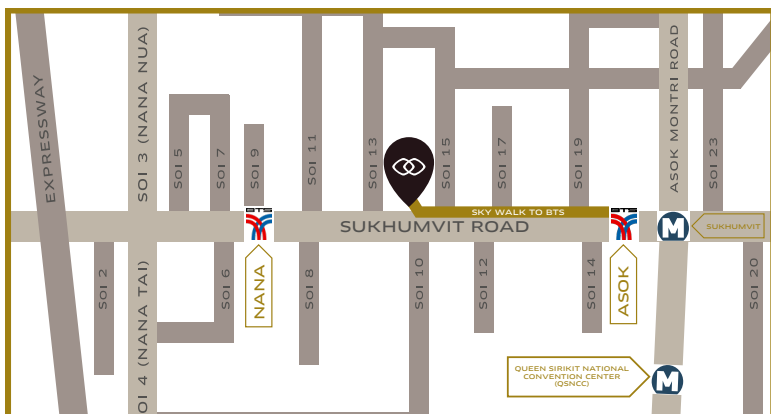 EXPRESSWAY
SOI 3 (NANA NUA)
SOI 5
SOI 7
SOI 9
SOI 11
SOI 13
SOI 15
SOI 17
SOI 19
ASOK MONTRI ROAD
SOI 23
BTS
SKY WALK TO BTS
SUKHUMVIT ROAD
M
SUKHUMVIT
SOI 2
OI 4 (NANA TAI)
SOI 6
NANA
SOI 8
SOI 10
SOI 12
SOI 14
ASOK
SOI 20
QUEEN SIRIKIT NATIONAL
CONVENTION CENTER
(QSNCC)
M